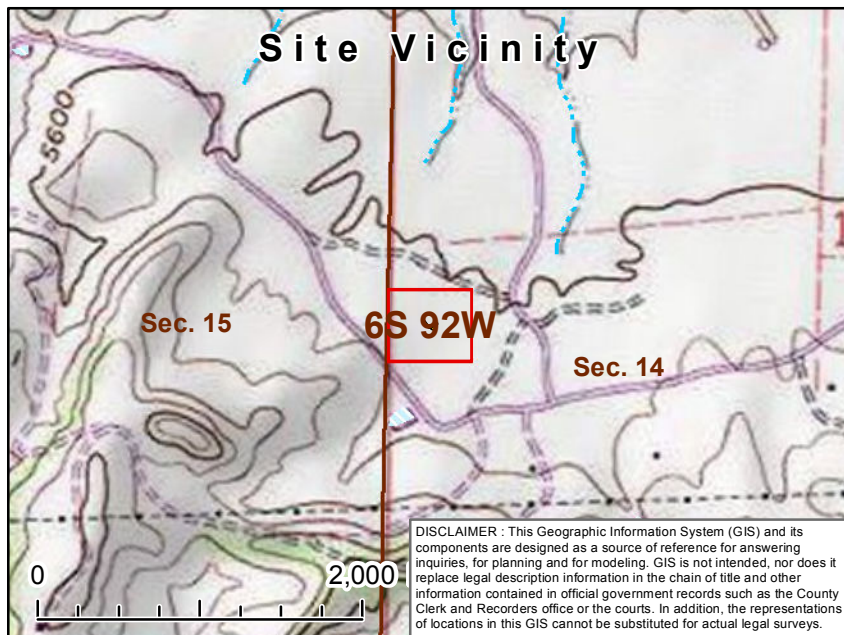 Site Vicinity
5600
Sec. 15
6S 92W
Sec. 14
0
2,000
DISCLAIMER : This Geographic Information System (GIS) and its
components are designed as a source of reference for answering
inquiries, for planning and for modeling. GIS is not intended, nor does it
replace legal description information in the chain of title and other
information contained in official government records such as the County
Clerk and Recorders office or the courts. In addition, the representations
of locations in this GIS cannot be substituted for actual legal surveys.